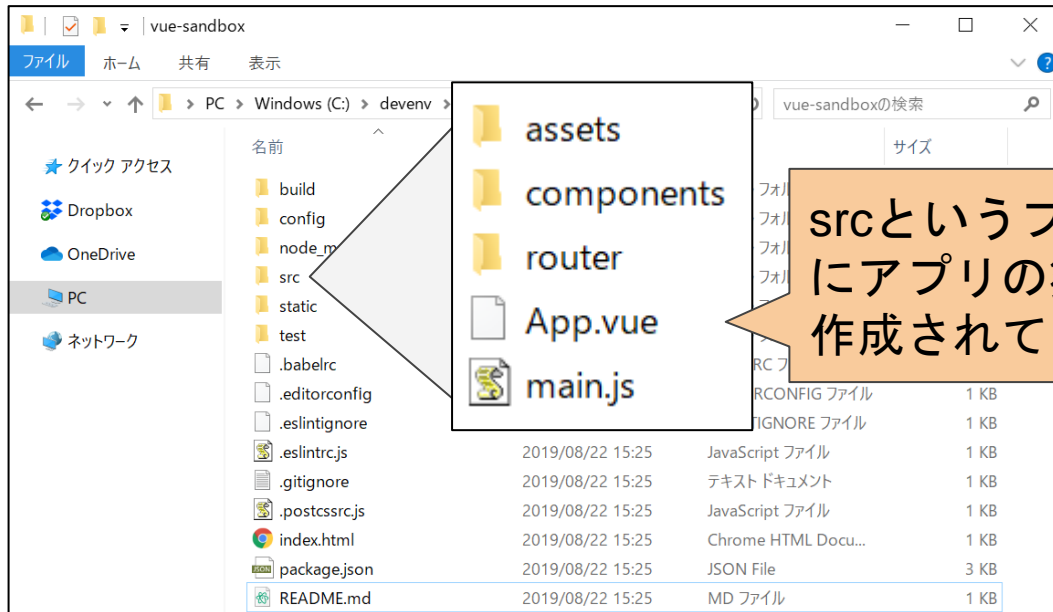 vue-sandbox
ファイル ホーム 共有 表示
PC > Windows (C:) > devenv > vue-sandboxの検索
名前 サイズ
クイック アクセス
Dropbox
OneDrive
PC
ネットワーク
build
config
node_m
src
static
test
.babelrc
.editorconfig RCONFIG ファイル 1 KB
.eslintignore IGNORE ファイル 1 KB
.eslintrc.js 2019/08/22 15:25 JavaScript ファイル 1 KB
.gitignore 2019/08/22 15:25 テキスト ドキュメント 1 KB
.postcssrc.js 2019/08/22 15:25 JavaScript ファイル 1 KB
index.html 2019/08/22 15:25 Chrome HTML Docu... 1 KB
package.json 2019/08/22 15:25 JSON File 3 KB
README.md 2019/08/22 15:25 MD ファイル 1 KB
assets
components
router
App.vue
main.js
srcというフ
にアプリの
作成されて